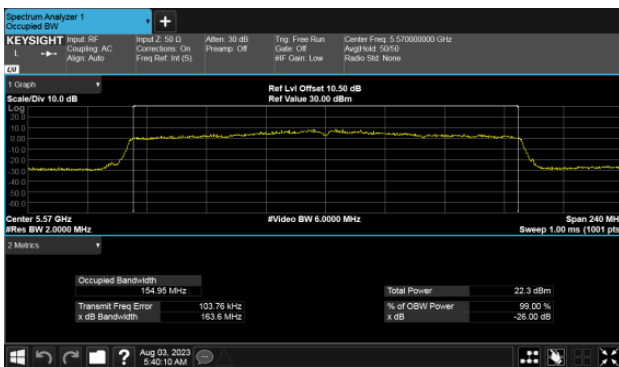 Spectrum Analyzer 1
Occupied BW
+
KEYSIGHT Input: RF Input Z: 50 Ω Atten: 30 dB Trig: Free Run Center Freq: 5.570000000 GHz
L Coupling: AC Corrections: On Preamp: Off Gate: Off Avg|Hold: 50/50
Align: Auto Freq Ref: Int (S) #IF Gain: Low Radio Std: None
LXI
1 Graph Ref Lvl Offset 10.50 dB
Scale/Div 10.0 dB Ref Value 30.00 dBm
Log
20.0
10.0
0.00
-10.0
-20.0
-30.0
-40.0
-50.0
-60.0
Center 5.57 GHz #Video BW 6.0000 MHz Span 240 MH
#Res BW 2.0000 MHz Sweep 1.00 ms (1001 pts
2 Metrics
Occupied Bandwidth
154.95 MHz Total Power 22.3 dBm
Transmit Freq Error 103.76 kHz % of OBW Power 99.00 %
x dB Bandwidth 163.6 MHz x dB -26.00 dB
? Aug 03, 2023
5:40:10 AM